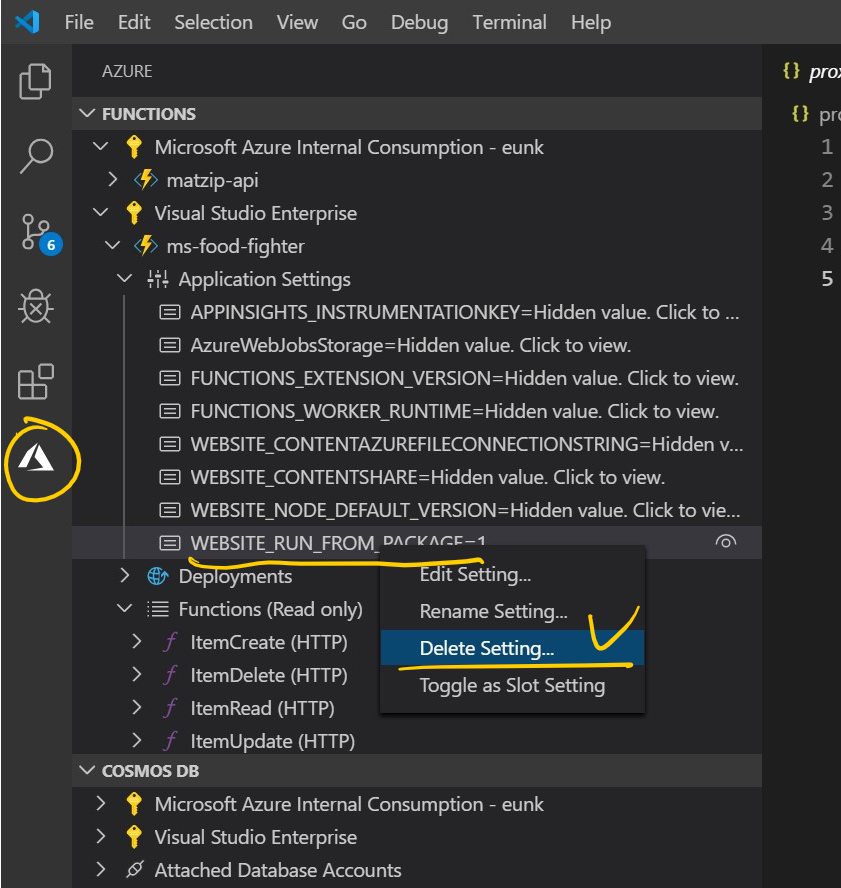 File Edit Selection View Go Debug Terminal Help
AZURE
FUNCTIONS
Microsoft Azure Internal Consumption - eunk
matzip-api
Visual Studio Enterprise
ms-food-fighter
Application Settings
APPINSIGHTS_INSTRUMENTATIONKEY=Hidden value. Click to ...
AzureWebJobsStorage=Hidden value. Click to view.
FUNCTIONS_EXTENSION_VERSION=Hidden value. Click to view.
FUNCTIONS_WORKER_RUNTIME=Hidden value. Click to view.
WEBSITE_CONTENTAZUREFILECONNECTIONSTRING=Hidden v...
WEBSITE_CONTENTSHARE=Hidden value. Click to view.
WEBSITE_NODE_DEFAULT_VERSION=Hidden value. Click to vie...
WEBSITE_RUN_FROM_PACKAGE=1
Deployments
Functions (Read only)
ItemCreate (HTTP)
ItemDelete (HTTP)
ItemRead (HTTP)
ItemUpdate (HTTP)
Edit Setting...
Rename Setting...
Delete Setting...
Toggle as Slot Setting
COSMOS DB
Microsoft Azure Internal Consumption - eunk
Visual Studio Enterprise
Attached Database Accounts
6
{}
{}
1
2
3
4
5